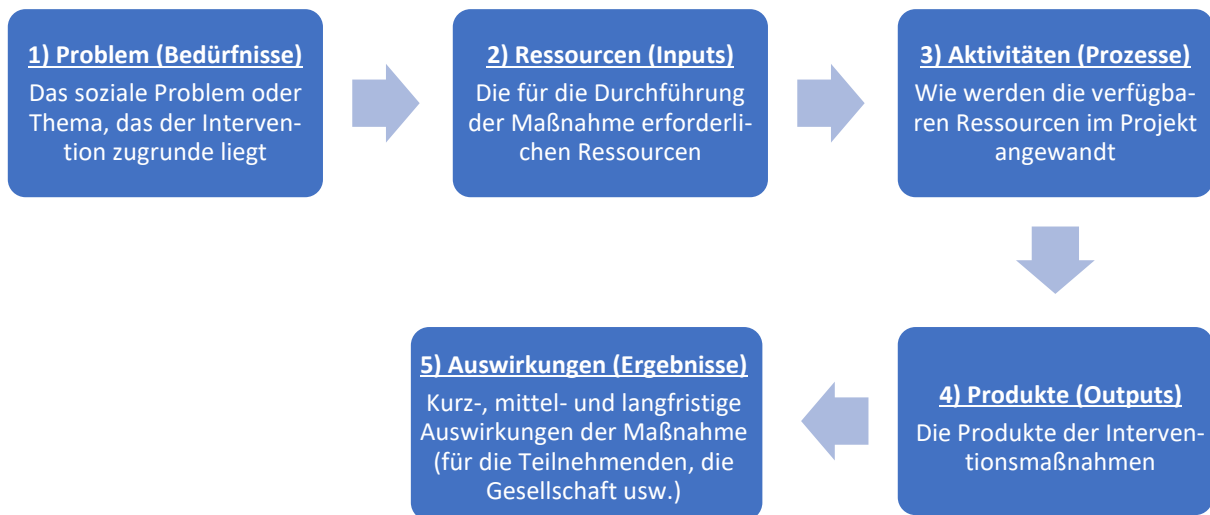 1) Problem (Bedürfnisse)
Das soziale Problem oder
Thema, das der Interven-
tion zugrunde liegt
2) Ressourcen (Inputs)
Die für die Durchführung
der Maßnahme erforderli-
chen Ressourcen
3) Aktivitäten (Prozesse)
Wie werden die verfügba-
ren Ressourcen im Projekt
angewandt
4) Produkte (Outputs)
Die Produkte der Interven-
tionsmaßnahmen
5) Auswirkungen (Ergebnisse)
Kurz-, mittel- und langfristige
Auswirkungen der Maßnahme
(für die Teilnehmenden, die
Gesellschaft usw.)